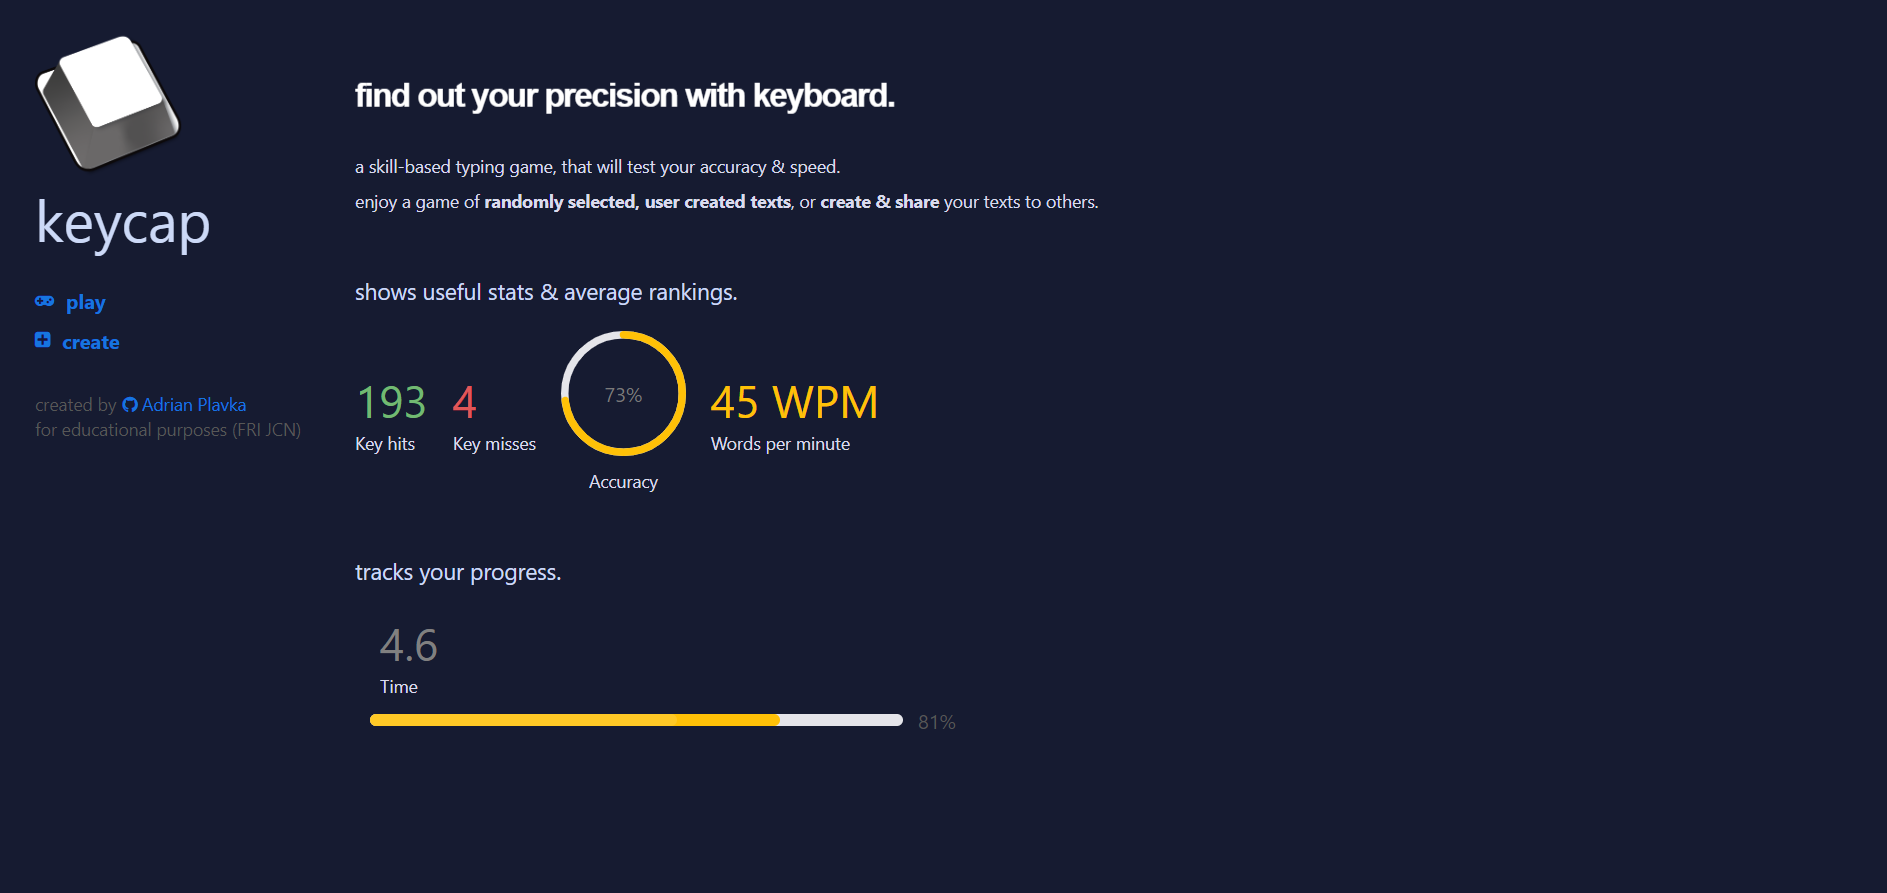 keycap
play
create
created by Adrian Plavka
for educational purposes (FRI JCN)
find out your precision with keyboard.
a skill-based typing game, that will test your accuracy & speed.
enjoy a game of randomly selected, user created texts, or create & share your texts to others.
shows useful stats & average rankings.
193
Key hits
4
Key misses
73%
Accuracy
45 WPM
Words per minute
tracks your progress.
4.6
Time
81%